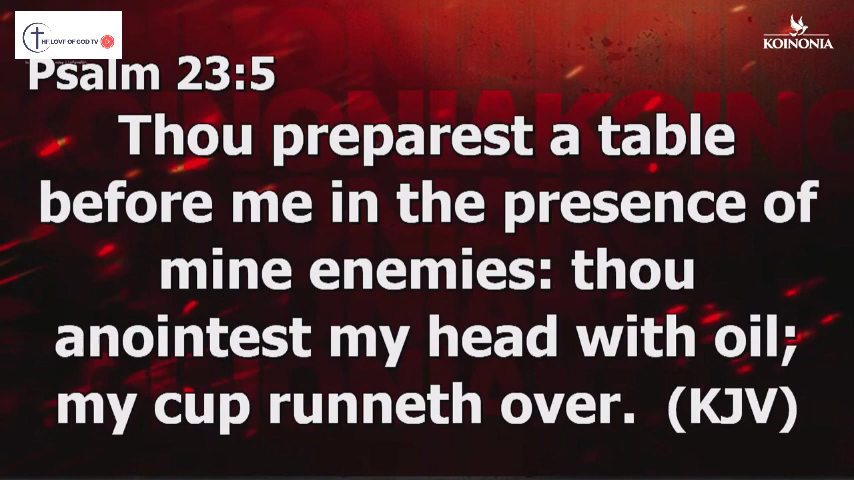 THE LOVE OF GOD TV
KOINONIA
Psalm 23:5
Thou preparest a table
before me in the presence of
mine enemies: thou
anointest my head with oil;
my cup runneth over. (KJV)